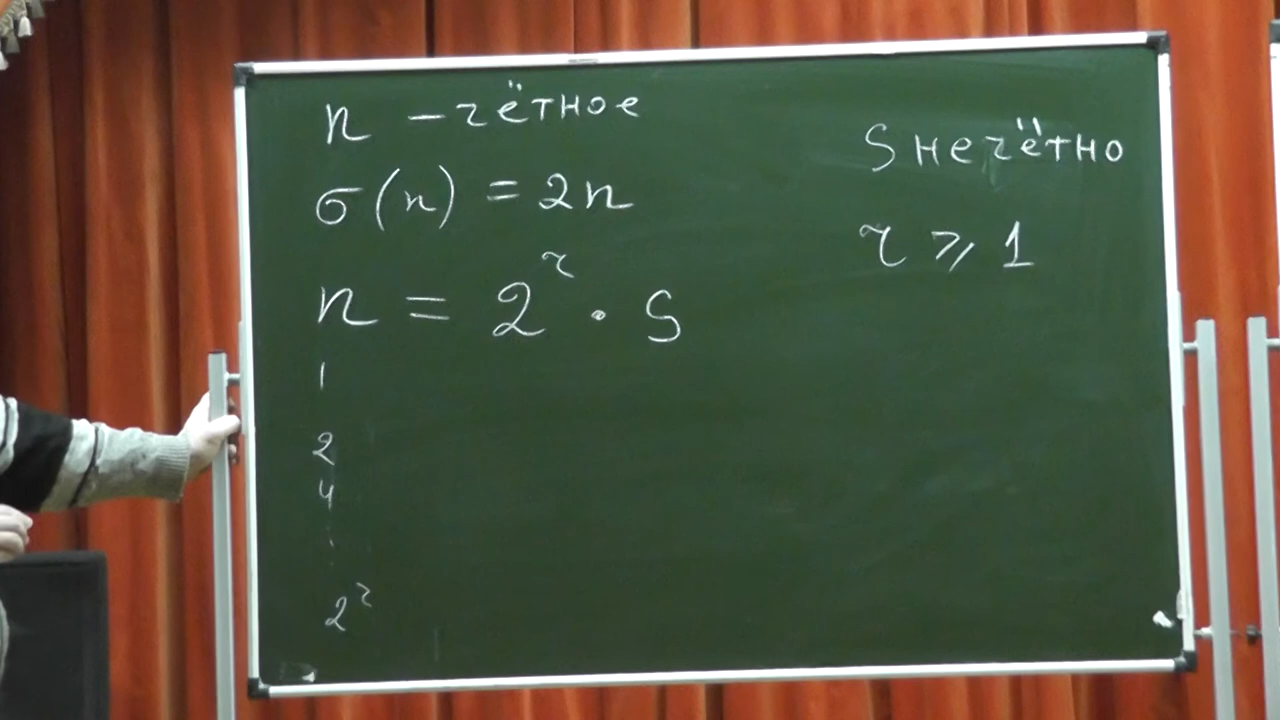 n – чётное
σ(n) = 2n
n = 2^r · s
1
2
4
⋮
2^r
s нечётно
r ⩾ 1